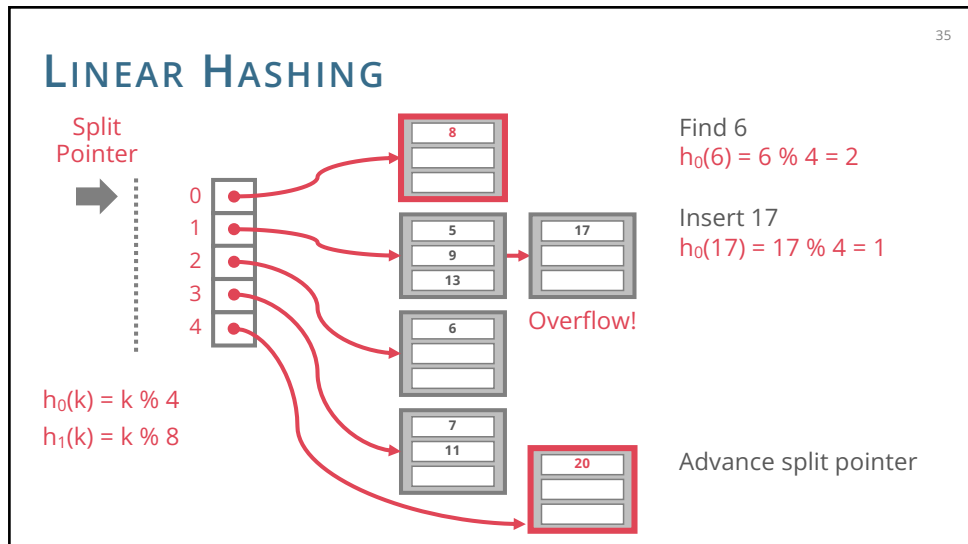 35
LINEAR HASHING
Split
Pointer
0
1
2
3
4
h₀(k) = k % 4
h₁(k) = k % 8
8
5
9
13
17
Overflow!
6
7
11
20
Find 6
h₀(6) = 6 % 4 = 2
Insert 17
h₀(17) = 17 % 4 = 1
Advance split pointer